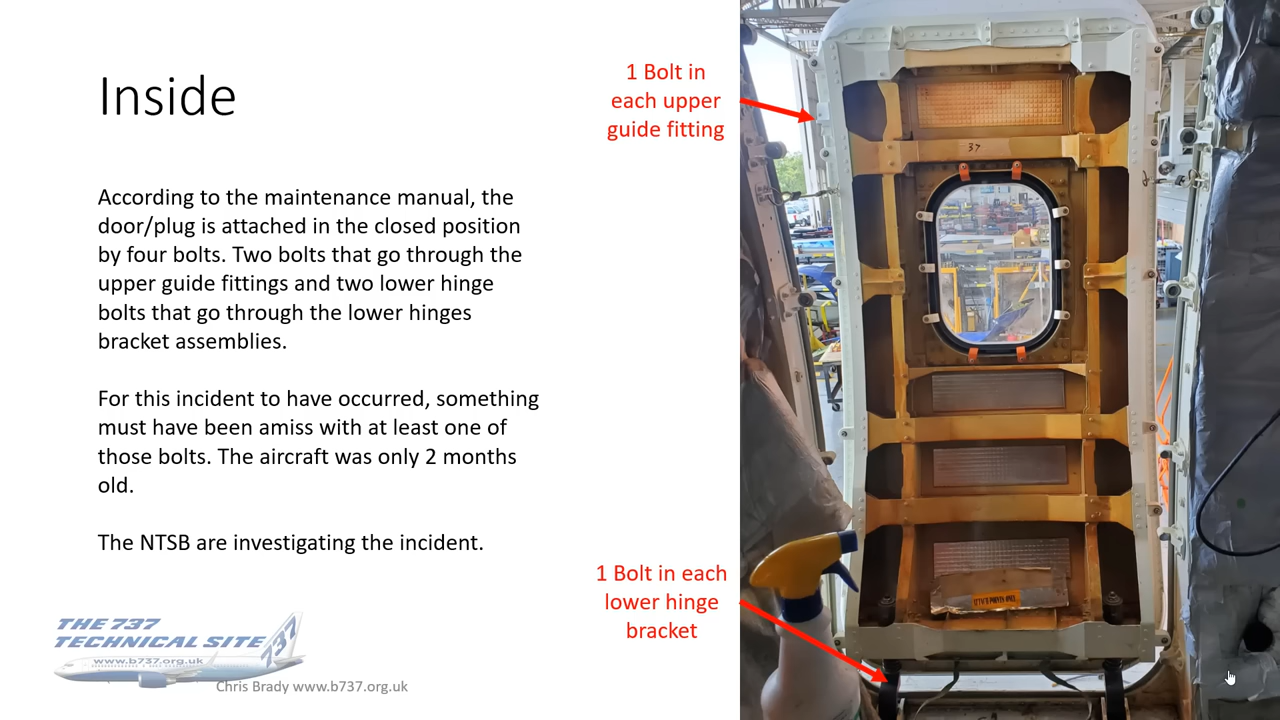 Inside
According to the maintenance manual, the
door/plug is attached in the closed position
by four bolts. Two bolts that go through the
upper guide fittings and two lower hinge
bolts that go through the lower hinges
bracket assemblies.
For this incident to have occurred, something
must have been amiss with at least one of
those bolts. The aircraft was only 2 months
old.
The NTSB are investigating the incident.
1 Bolt in
each upper
guide fitting
37
1 Bolt in each
lower hinge
bracket
THE 737
TECHNICAL SITE
737
www.b737.org.uk
Chris Brady www.b737.org.uk